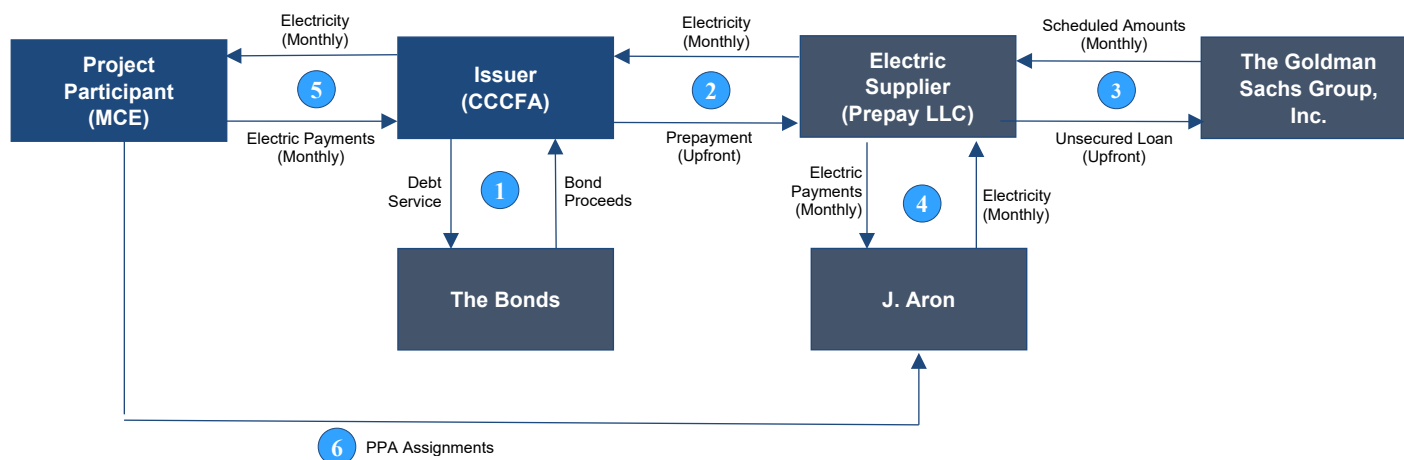 Electricity
(Monthly)
Electricity
(Monthly)
Scheduled Amounts
(Monthly)
Project
Participant
(MCE)
5
Issuer
(CCCFA)
2
Electric
Supplier
(Prepay LLC)
3
The Goldman
Sachs Group,
Inc.
Electric Payments
(Monthly)
Prepayment
(Upfront)
Unsecured Loan
(Upfront)
Debt
Service
1
Bond
Proceeds
Electric
Payments
(Monthly)
4
Electricity
(Monthly)
The Bonds
J. Aron
6
PPA Assignments